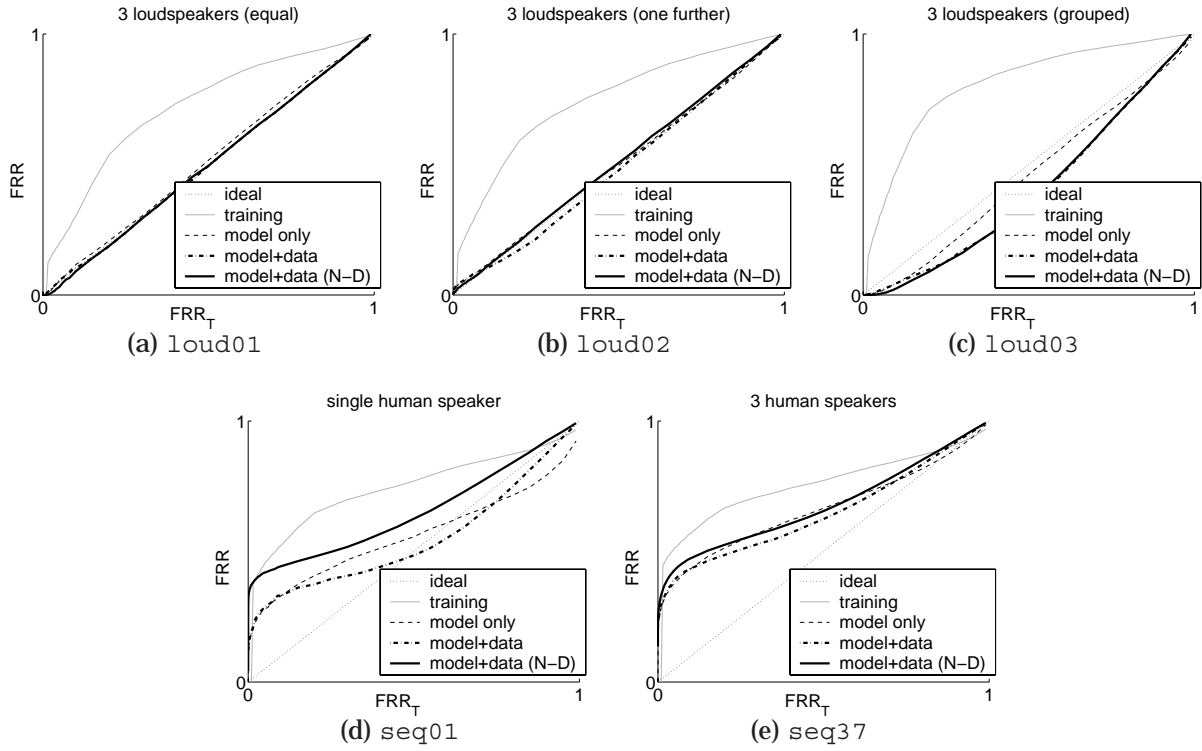 3 loudspeakers (equal)
1
FRR
0
0
FRR_T
1
ideal
training
model only
model+data
model+data (N−D)
(a) loud01
3 loudspeakers (one further)
1
FRR
0
0
FRR_T
1
ideal
training
model only
model+data
model+data (N−D)
(b) loud02
3 loudspeakers (grouped)
1
FRR
0
0
FRR_T
1
ideal
training
model only
model+data
model+data (N−D)
(c) loud03
single human speaker
1
FRR
0
0
FRR_T
1
ideal
training
model only
model+data
model+data (N−D)
(d) seq01
3 human speakers
1
FRR
0
0
FRR_T
1
ideal
training
model only
model+data
model+data (N−D)
(e) seq37